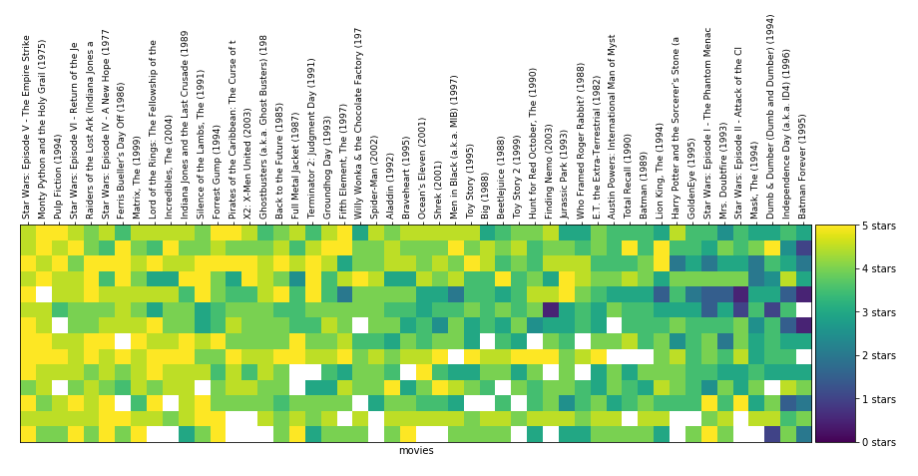 Star Wars: Episode V - The Empire Strike
Monty Python and the Holy Grail (1975)
Pulp Fiction (1994)
Star Wars: Episode VI - Return of the Je
Raiders of the Lost Ark (Indiana Jones a
Star Wars: Episode IV - A New Hope (1977
Ferris Bueller's Day Off (1986)
Matrix, The (1999)
Lord of the Rings: The Fellowship of the
Incredibles, The (2004)
Indiana Jones and the Last Crusade (1989
Silence of the Lambs, The (1991)
Forrest Gump (1994)
Pirates of the Caribbean: The Curse of t
X2: X-Men United (2003)
Ghostbusters (a.k.a. Ghost Busters) (198
Back to the Future (1985)
Full Metal Jacket (1987)
Terminator 2: Judgment Day (1991)
Groundhog Day (1993)
Fifth Element, The (1997)
Willy Wonka & the Chocolate Factory (197
Spider-Man (2002)
Aladdin (1992)
Braveheart (1995)
Ocean's Eleven (2001)
Shrek (2001)
Men in Black (a.k.a. MIB) (1997)
Toy Story (1995)
Big (1988)
Beetlejuice (1988)
Toy Story 2 (1999)
Hunt for Red October, The (1990)
Finding Nemo (2003)
Jurassic Park (1993)
Who Framed Roger Rabbit? (1988)
E.T. the Extra-Terrestrial (1982)
Austin Powers: International Man of Myst
Total Recall (1990)
Batman (1989)
Lion King, The (1994)
Harry Potter and the Sorcerer's Stone (a
GoldenEye (1995)
Star Wars: Episode I - The Phantom Menac
Mrs. Doubtfire (1993)
Star Wars: Episode II - Attack of the Cl
Mask, The (1994)
Dumb & Dumber (Dumb and Dumber) (1994)
Independence Day (a.k.a. ID4) (1996)
Batman Forever (1995)
5 stars
4 stars
3 stars
2 stars
1 stars
0 stars
movies